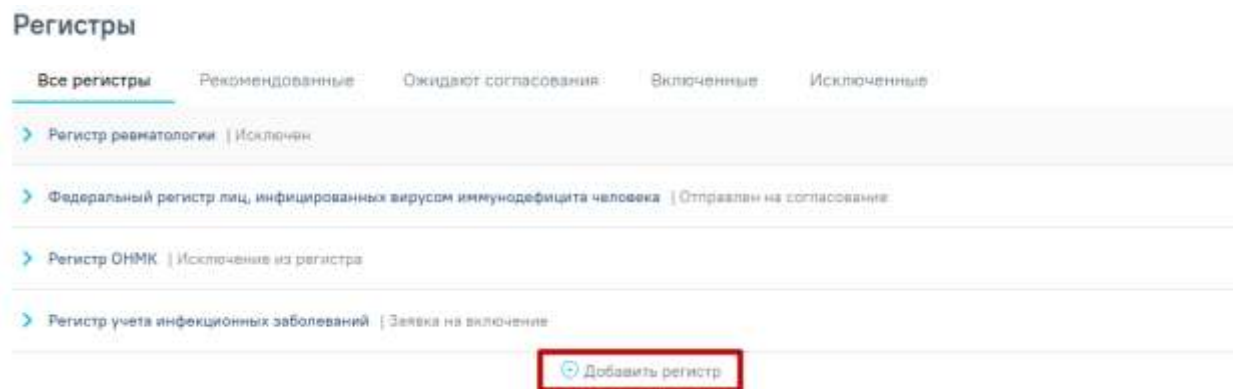 Регистры
Все регистры Рекомендованные Ожидают согласования Включенные Исключенные
Регистр ревматологии | Исключен
Федеральный регистр лиц, инфицированных вирусом иммунодефицита человека | Отправлен на согласование
Регистр ОНМК | Исключение из регистра
Регистр учета инфекционных заболеваний | Заявка на включение
Добавить регистр